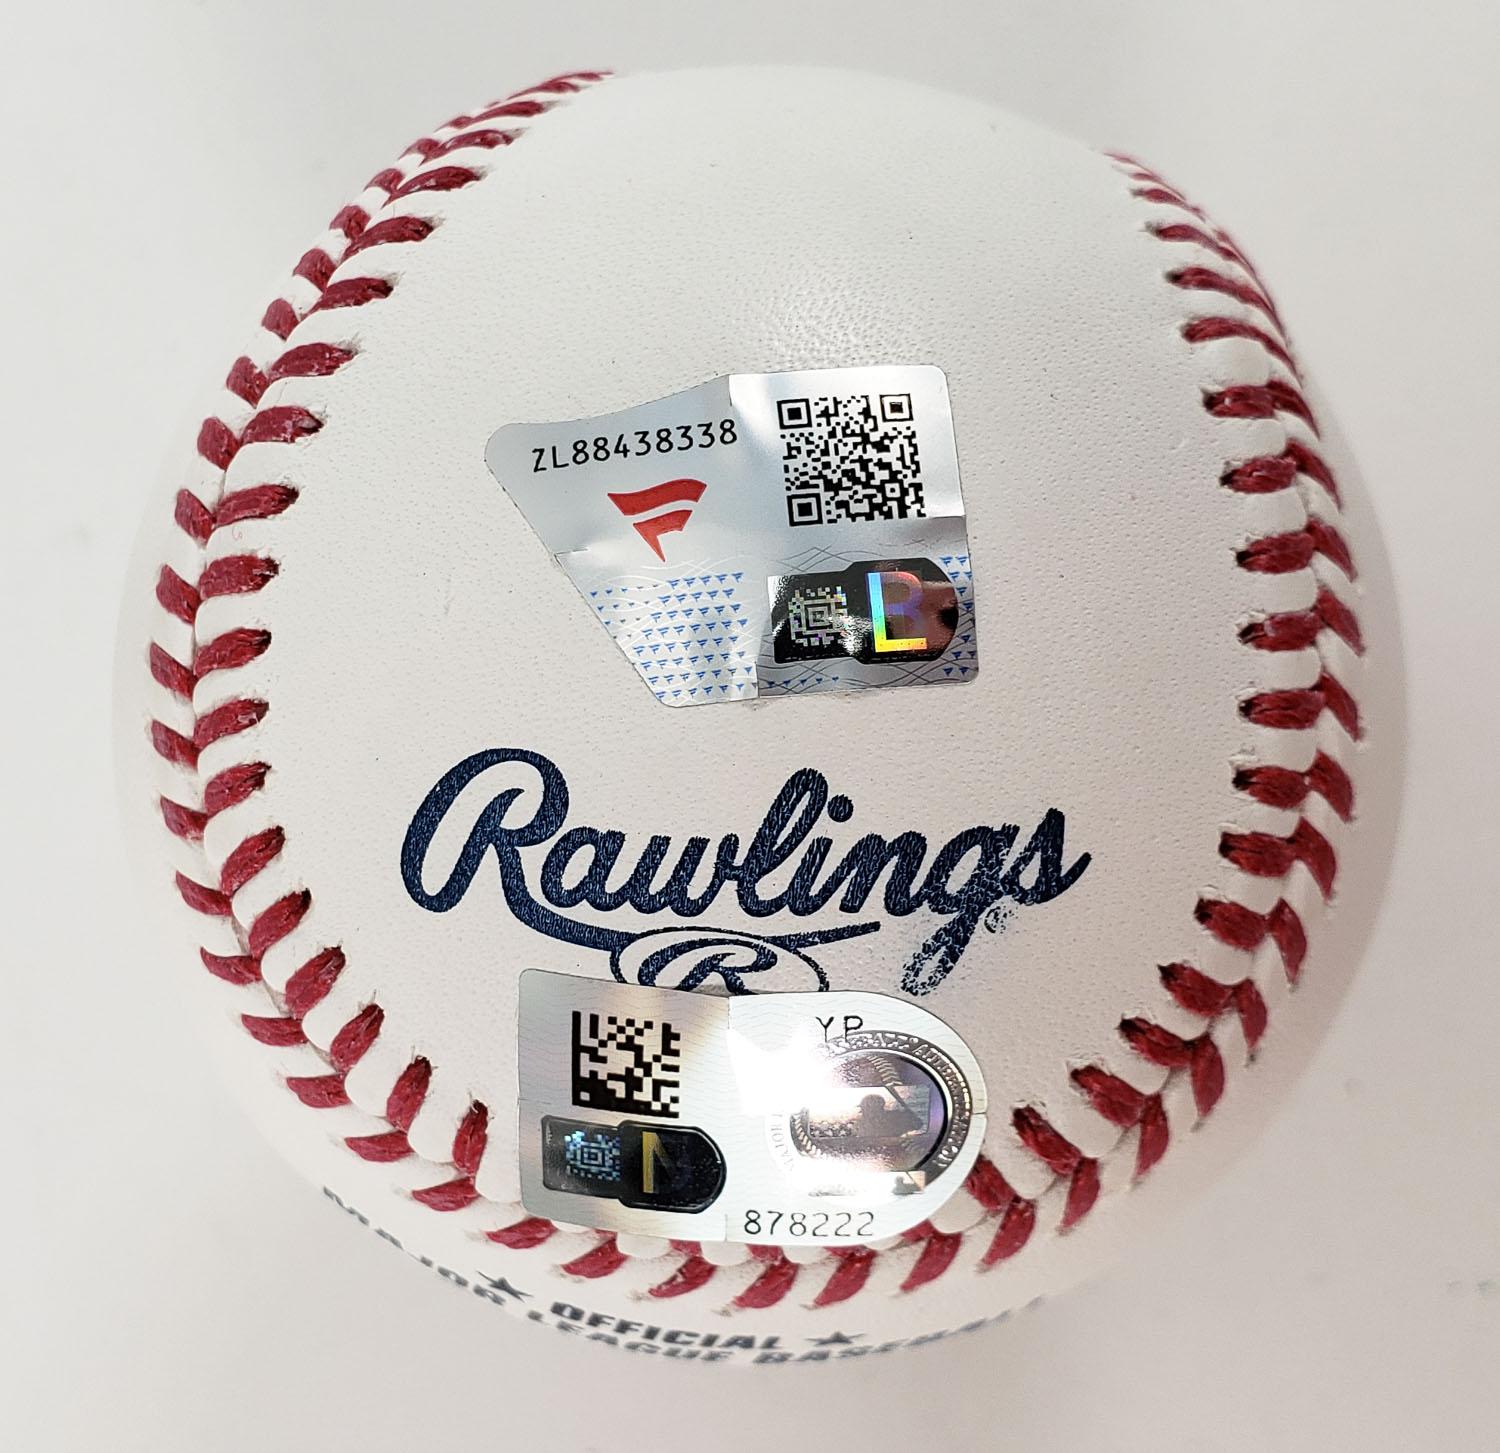 ZL88438338
B
Rawlings
R
YP
N
878222
MAJOR ★ OFFICIAL ★
LEAGUE BASEBALL